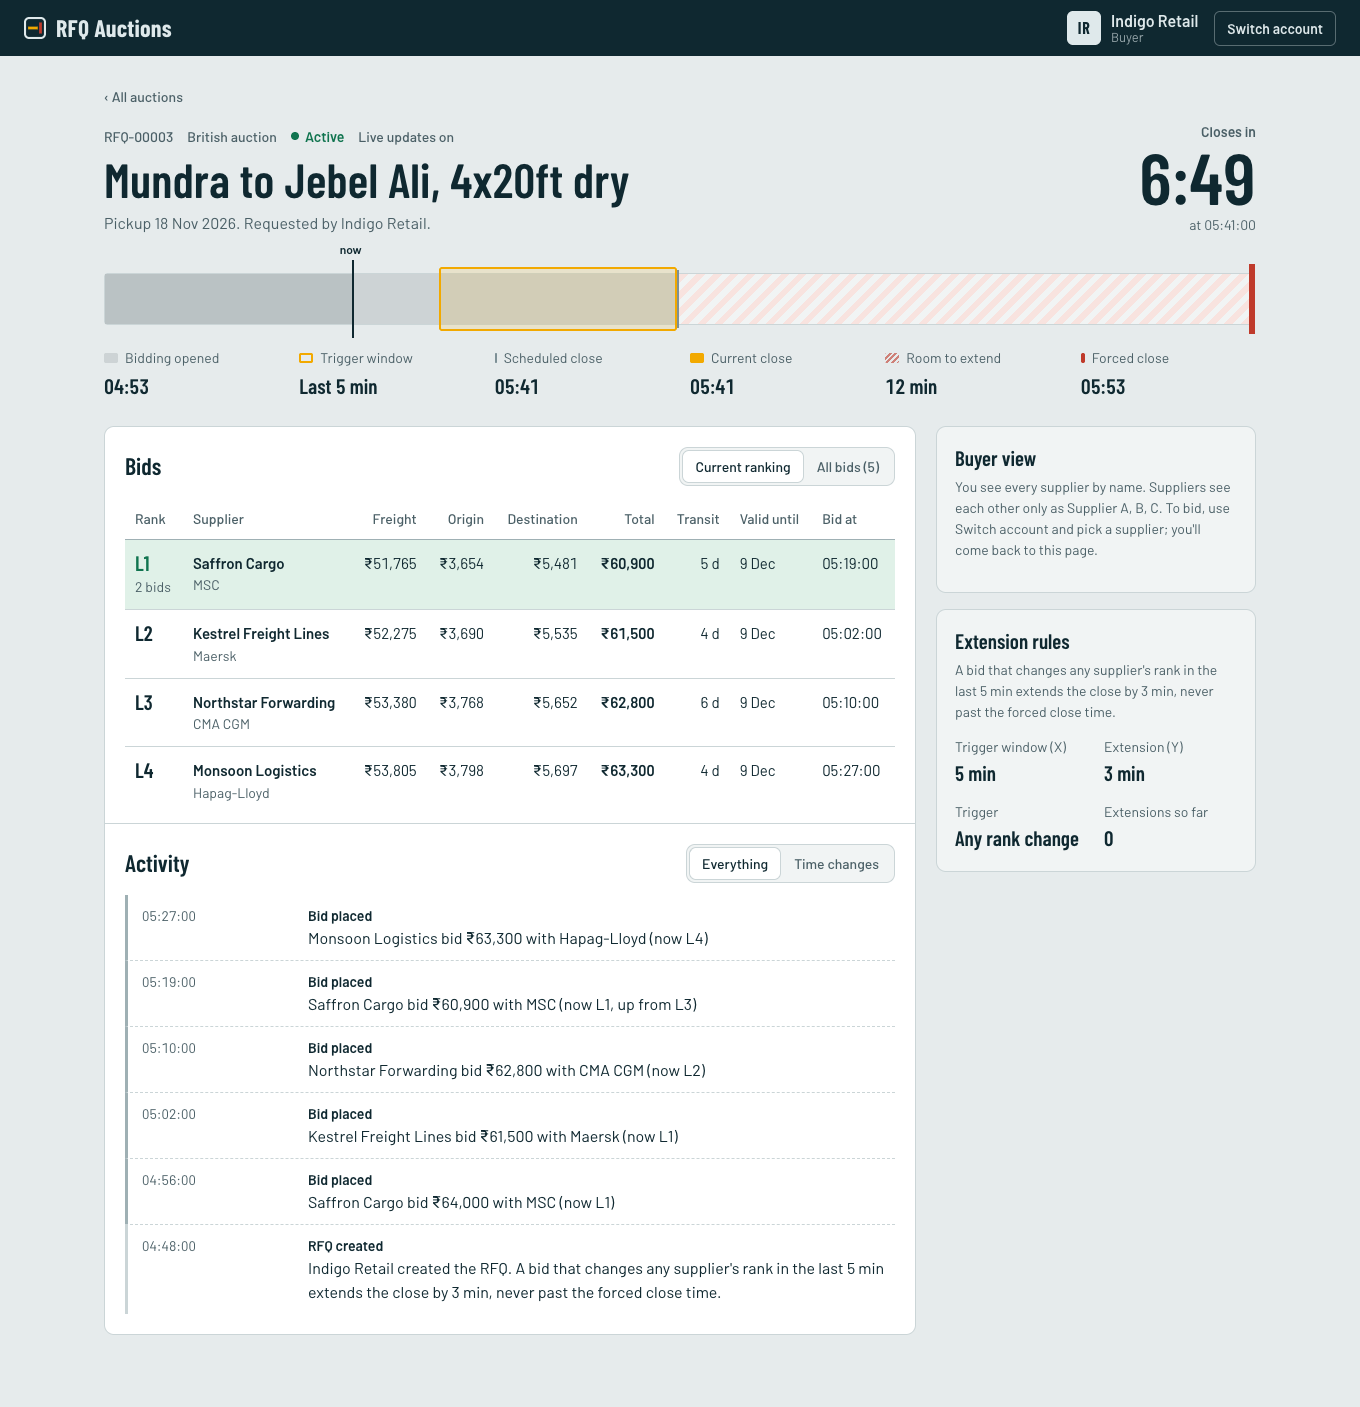 RFQ Auctions
IR
Indigo Retail
Buyer
Switch account
‹ All auctions
RFQ-00003 British auction Active Live updates on
Mundra to Jebel Ali, 4x20ft dry
Pickup 18 Nov 2026. Requested by Indigo Retail.
Closes in
6:49
at 05:41:00
now
Bidding opened
04:53
Trigger window
Last 5 min
Scheduled close
05:41
Current close
05:41
Room to extend
12 min
Forced close
05:53
Bids
Current ranking All bids (5)
Rank Supplier Freight Origin Destination Total Transit Valid until Bid at
L1 Saffron Cargo ₹51,765 ₹3,654 ₹5,481 ₹60,900 5 d 9 Dec 05:19:00
2 bids MSC
L2 Kestrel Freight Lines ₹52,275 ₹3,690 ₹5,535 ₹61,500 4 d 9 Dec 05:02:00
Maersk
L3 Northstar Forwarding ₹53,380 ₹3,768 ₹5,652 ₹62,800 6 d 9 Dec 05:10:00
CMA CGM
L4 Monsoon Logistics ₹53,805 ₹3,798 ₹5,697 ₹63,300 4 d 9 Dec 05:27:00
Hapag-Lloyd
Activity
Everything Time changes
05:27:00 Bid placed
Monsoon Logistics bid ₹63,300 with Hapag-Lloyd (now L4)
05:19:00 Bid placed
Saffron Cargo bid ₹60,900 with MSC (now L1, up from L3)
05:10:00 Bid placed
Northstar Forwarding bid ₹62,800 with CMA CGM (now L2)
05:02:00 Bid placed
Kestrel Freight Lines bid ₹61,500 with Maersk (now L1)
04:56:00 Bid placed
Saffron Cargo bid ₹64,000 with MSC (now L1)
04:48:00 RFQ created
Indigo Retail created the RFQ. A bid that changes any supplier's rank in the last 5 min
extends the close by 3 min, never past the forced close time.
Buyer view
You see every supplier by name. Suppliers see
each other only as Supplier A, B, C. To bid, use
Switch account and pick a supplier; you'll
come back to this page.
Extension rules
A bid that changes any supplier's rank in the
last 5 min extends the close by 3 min, never
past the forced close time.
Trigger window (X) Extension (Y)
5 min 3 min
Trigger Extensions so far
Any rank change 0